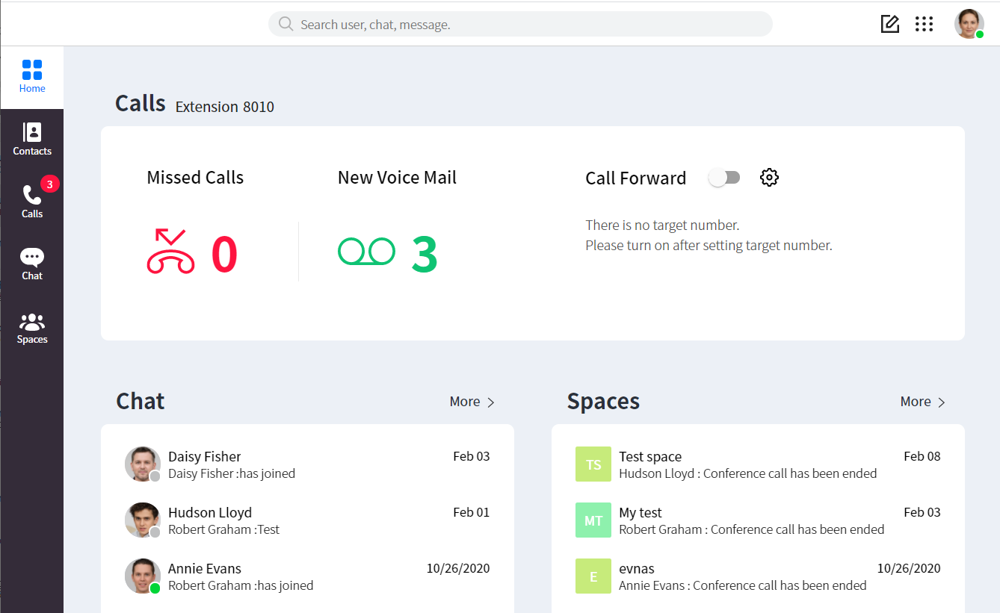 Search user, chat, message.
Home
Contacts
3
Calls
Chat
Spaces
Calls Extension 8010
Missed Calls
0
New Voice Mail
3
Call Forward
There is no target number.
Please turn on after setting target number.
Chat
More
Daisy Fisher
Feb 03
Daisy Fisher :has joined
Hudson Lloyd
Feb 01
Robert Graham :Test
Annie Evans
10/26/2020
Robert Graham :has joined
Spaces
More
TS
Test space
Feb 08
Hudson Lloyd : Conference call has been ended
MT
My test
Feb 03
Robert Graham : Conference call has been ended
E
evnas
10/26/2020
Annie Evans : Conference call has been ended